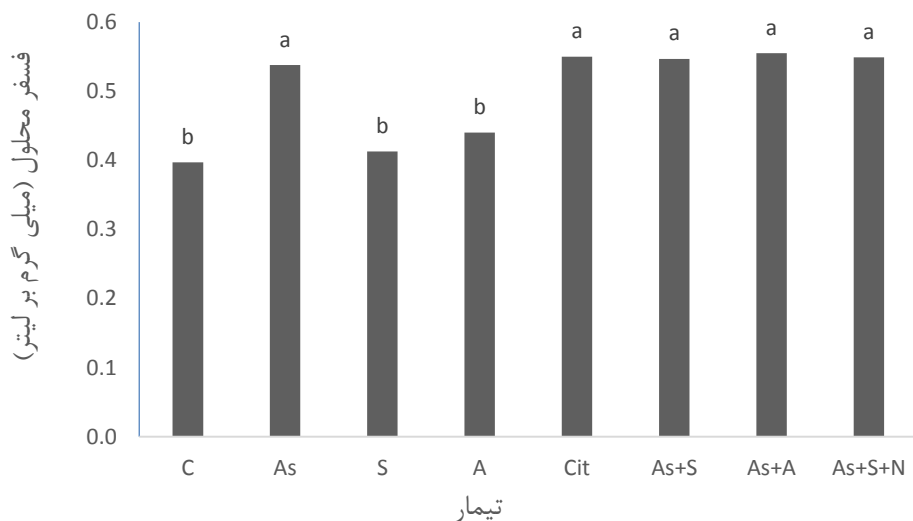 فسفر محلول (میلی گرم بر لیتر)
0.6
0.5
0.4
0.3
0.2
0.1
0.0
b
a
b
b
a
a
a
a
C
As
S
A
Cit
As+S
As+A
As+S+N
تیمار